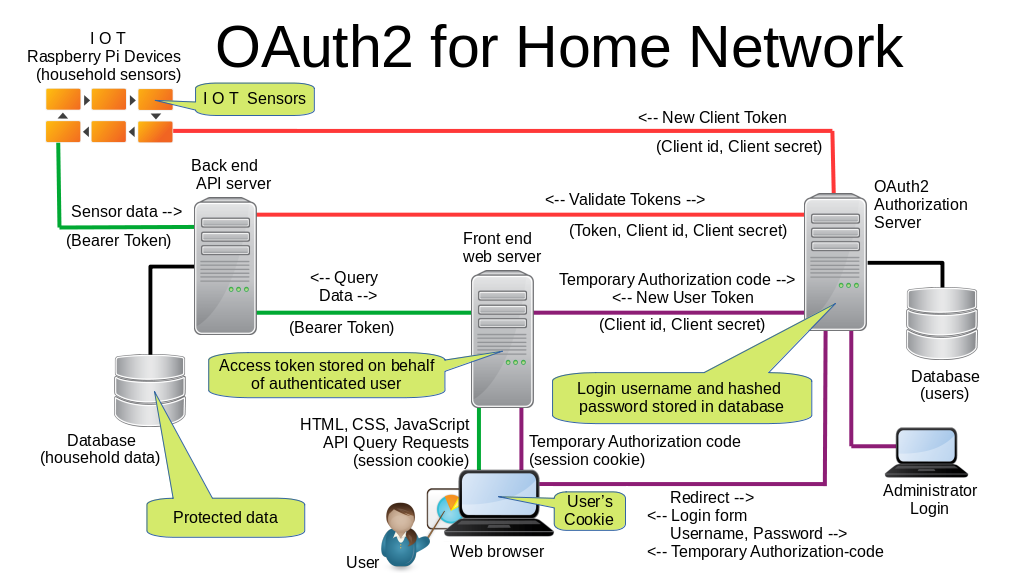 OAuth2 for Home Network
I O T
Raspberry Pi Devices
(household sensors)
I O T  Sensors
<-- New Client Token
(Client id, Client secret)
Back end
API server
OAuth2
Authorization
Server
Sensor data -->
(Bearer Token)
<-- Validate Tokens -->
(Token, Client id, Client secret)
Front end
web server
<-- Query
Data -->
(Bearer Token)
Temporary Authorization code -->
<-- New User Token
(Client id, Client secret)
Access token stored on behalf
of authenticated user
Login username and hashed
password stored in database
Database
(users)
Database
(household data)
HTML, CSS, JavaScript
API Query Requests
(session cookie)
Temporary Authorization code
(session cookie)
Administrator
Login
Protected data
User's
Cookie
Redirect -->
<-- Login form
Username, Password -->
<-- Temporary Authorization-code
User
Web browser